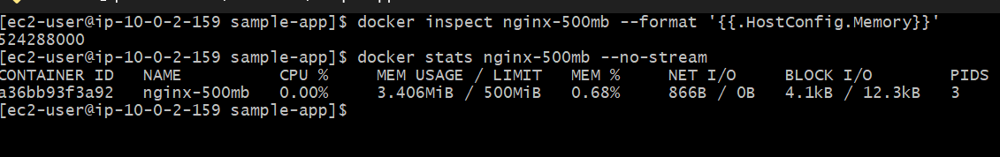 [ec2-user@ip-10-0-2-159 sample-app]$ docker inspect nginx-500mb --format '{{.HostConfig.Memory}}'
524288000
[ec2-user@ip-10-0-2-159 sample-app]$ docker stats nginx-500mb --no-stream
CONTAINER ID   NAME          CPU %     MEM USAGE / LIMIT   MEM %     NET I/O     BLOCK I/O         PIDS
a36bb93f3a92   nginx-500mb   0.00%     3.406MiB / 500MiB   0.68%     866B / 0B   4.1kB / 12.3kB   3
[ec2-user@ip-10-0-2-159 sample-app]$